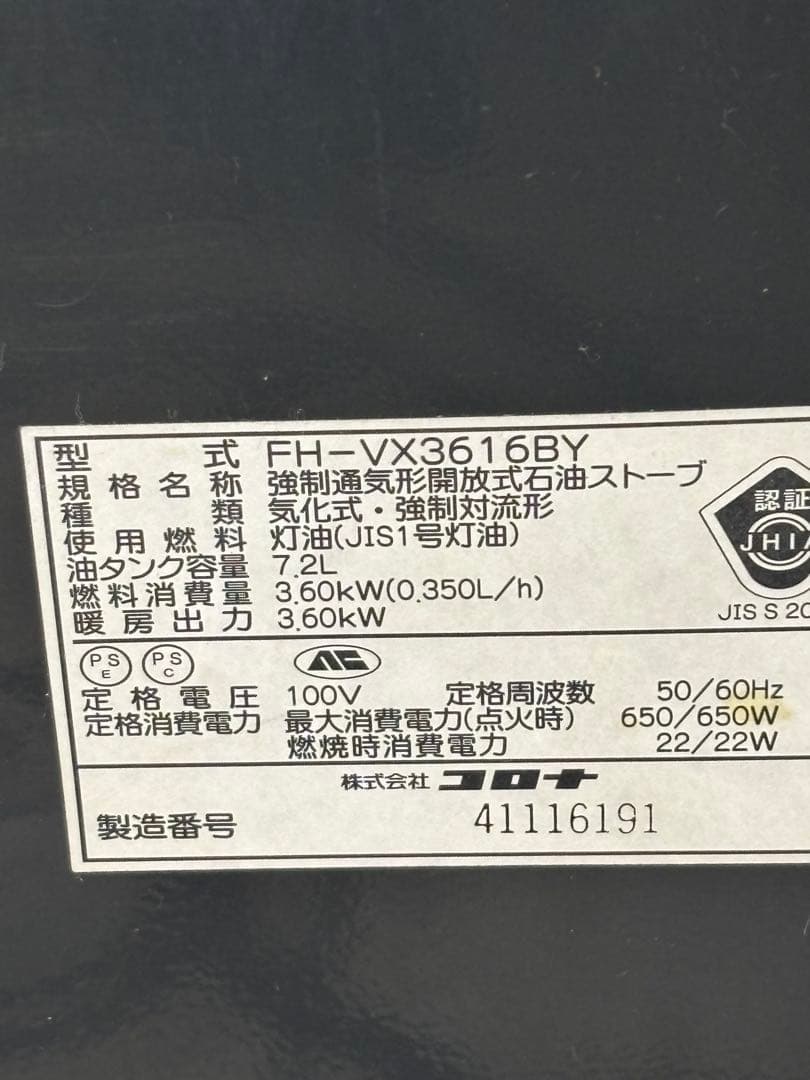 型式 FH-VX3616BY
規格名称 強制通気形開放式石油ストーブ
種類 気化式・強制対流形
使用燃料 灯油(JIS1号灯油)
油タンク容量 7.2L
燃料消費量 3.60kW(0.350L/h)
暖房出力 3.60kW
認証
JHIA
JIS S 20
PS E PS C
定格電圧 100V 定格周波数 50/60Hz
定格消費電力 最大消費電力(点火時) 650/650W
燃焼時消費電力 22/22W
株式会社 コロナ
製造番号 41116191